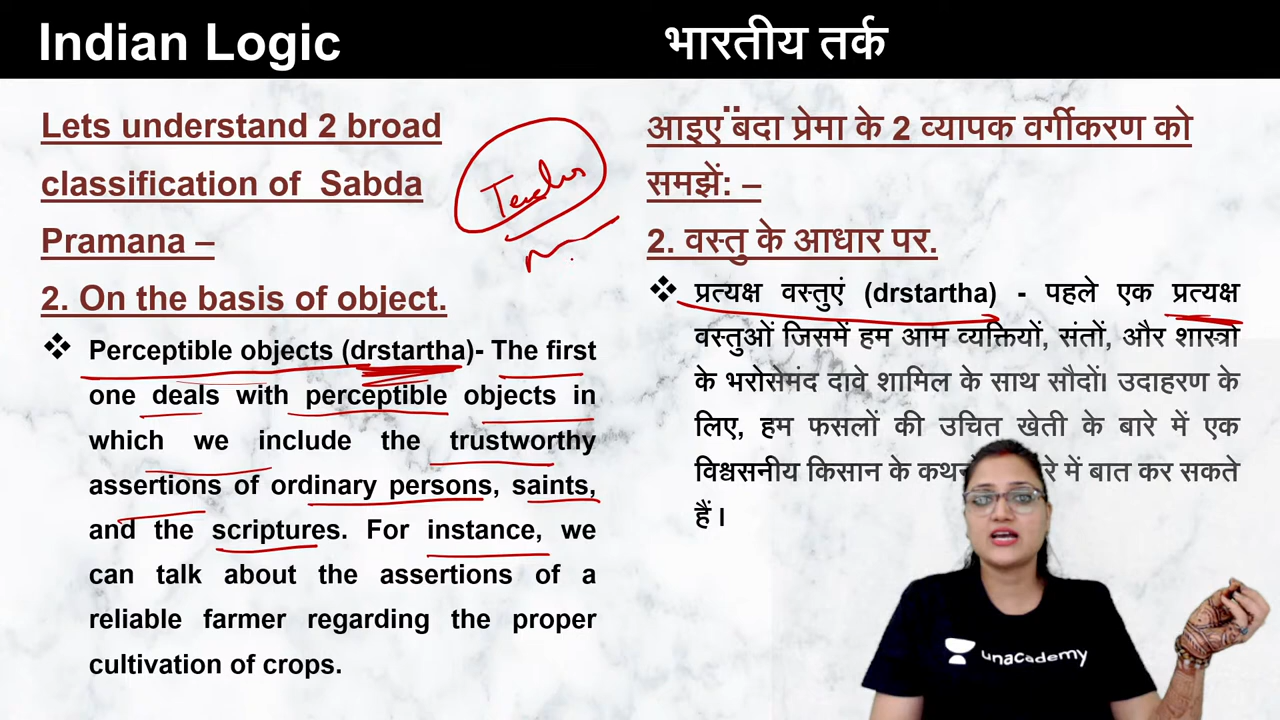 Indian Logic
भारतीय तर्क
Lets understand 2 broad
classification of Sabda
Pramana –
2. On the basis of object.
❖ Perceptible objects (drstartha)- The first
one deals with perceptible objects in
which we include the trustworthy
assertions of ordinary persons, saints,
and the scriptures. For instance, we
can talk about the assertions of a
reliable farmer regarding the proper
cultivation of crops.
आइए ̈बदा प्रेमा के 2 व्यापक वर्गीकरण को
समझें: –
2. वस्तु के आधार पर.
❖ प्रत्यक्ष वस्तुएं (drstartha) - पहले एक प्रत्यक्ष
वस्तुओं जिसमें हम आम व्यक्तियों, संतों, और शास्त्रों
के भरोसेमंद दावे शामिल के साथ सौदों। उदाहरण के
लिए, हम फसलों की उचित खेती के बारे में एक
विश्वसनीय किसान के में बात कर सकते
हैं ।
unacademy